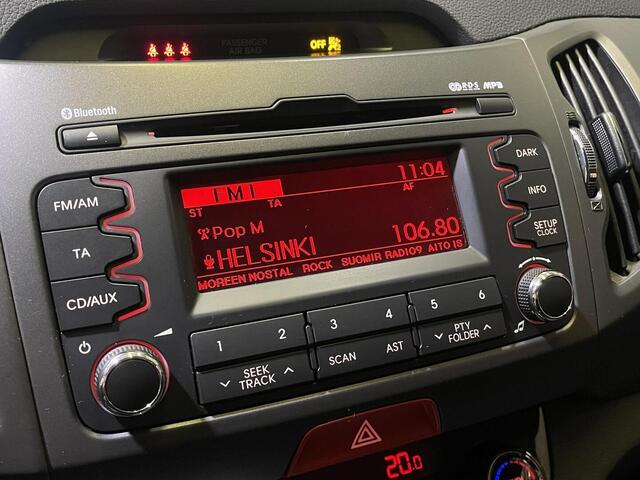 PASSENGER
AIR BAG
OFF
Bluetooth
RDS MP3
FM/AM
TA
CD/AUX
DARK
INFO
SETUP
CLOCK
FM1
11:04
ST TA AF
Pop M
HELSINKI 106.80
MOREEN NOSTAL ROCK SUOMIR RADIO9 AITO IS
1 2 3 4 5 6
SEEK
TRACK
SCAN AST
PTY
FOLDER
20.0